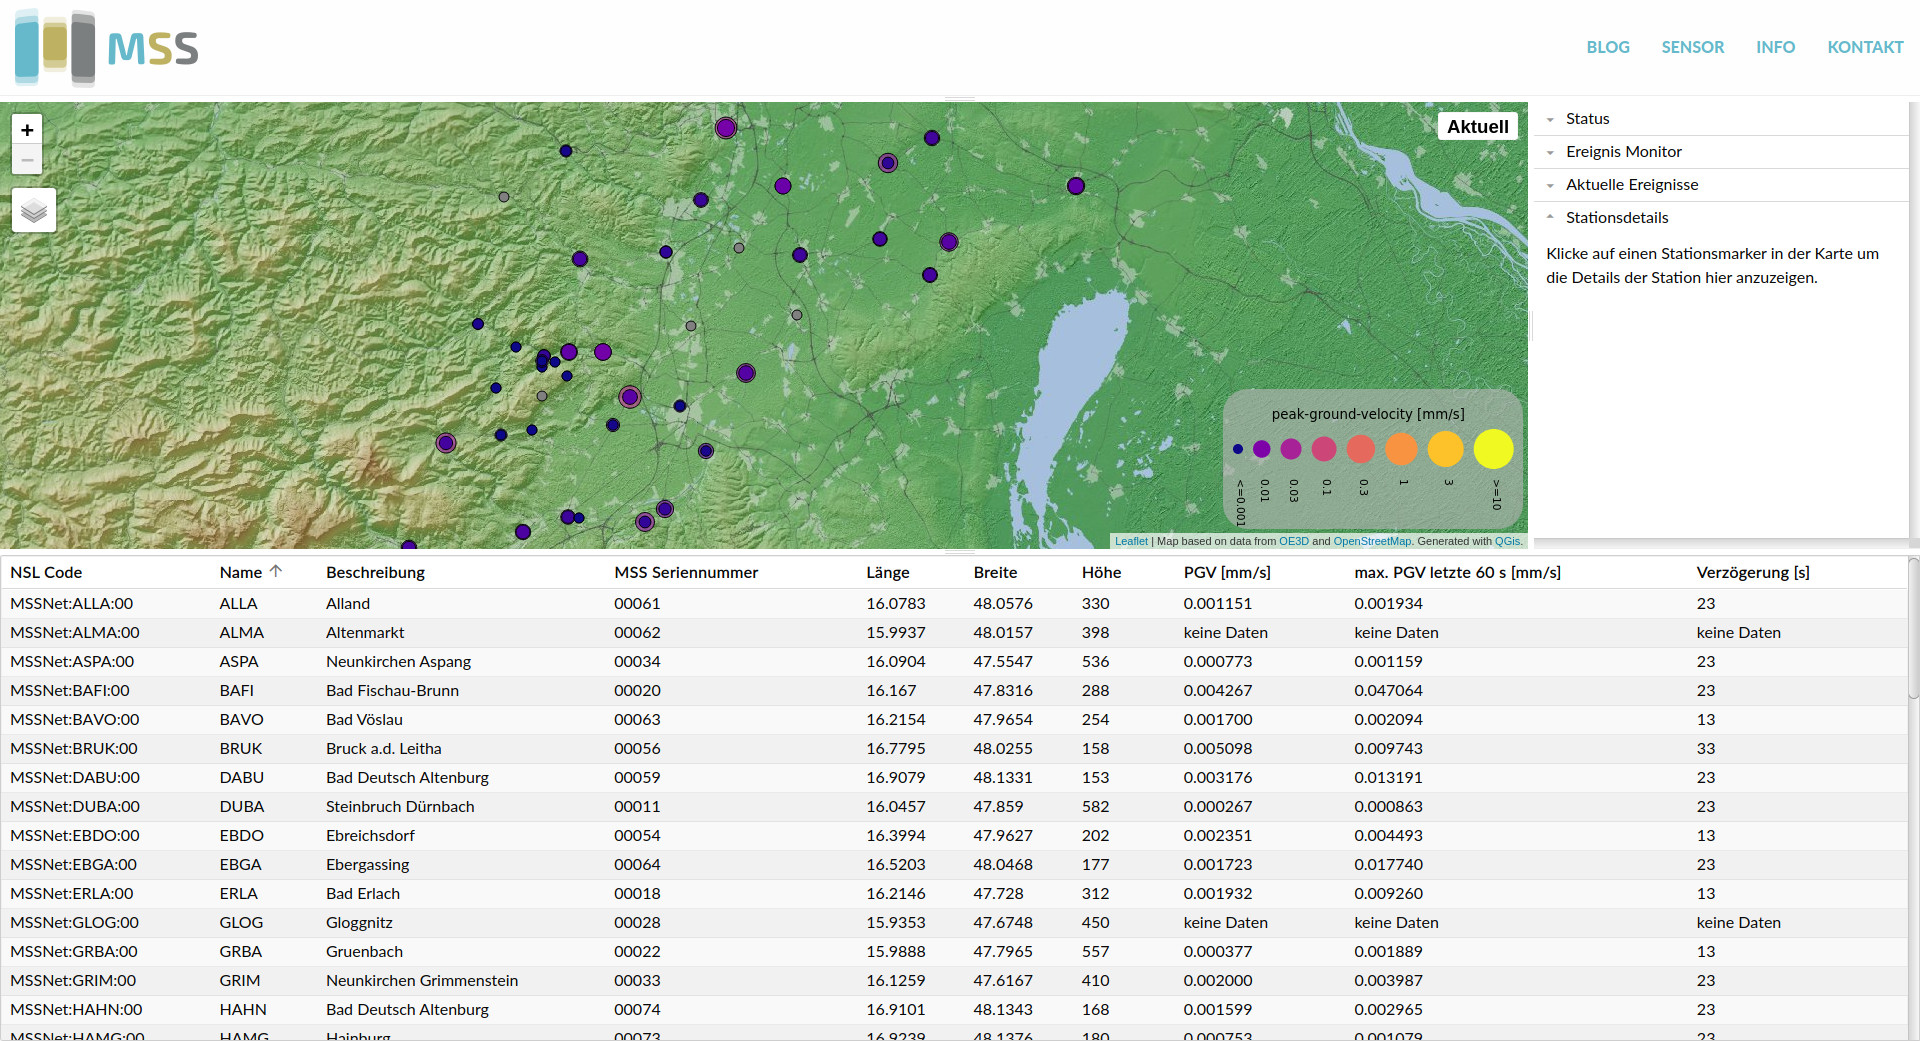 MSS
BLOG SENSOR INFO KONTAKT
+
−
Aktuell
peak-ground-velocity [mm/s]
<=0.001 0.01 0.03 0.1 0.3 1 3 >=10
Leaflet | Map based on data from OE3D and OpenStreetMap. Generated with QGis.
Status
Ereignis Monitor
Aktuelle Ereignisse
Stationsdetails
Klicke auf einen Stationsmarker in der Karte um
die Details der Station hier anzuzeigen.
NSL Code Name Beschreibung MSS Seriennummer Länge Breite Höhe PGV [mm/s] max. PGV letzte 60 s [mm/s] Verzögerung [s]
MSSNet:ALLA:00 ALLA Alland 00061 16.0783 48.0576 330 0.001151 0.001934 23
MSSNet:ALMA:00 ALMA Altenmarkt 00062 15.9937 48.0157 398 keine Daten keine Daten keine Daten
MSSNet:ASPA:00 ASPA Neunkirchen Aspang 00034 16.0904 47.5547 536 0.000773 0.001159 23
MSSNet:BAFI:00 BAFI Bad Fischau-Brunn 00020 16.167 47.8316 288 0.004267 0.047064 23
MSSNet:BAVO:00 BAVO Bad Vöslau 00063 16.2154 47.9654 254 0.001700 0.002094 13
MSSNet:BRUK:00 BRUK Bruck a.d. Leitha 00056 16.7795 48.0255 158 0.005098 0.009743 33
MSSNet:DABU:00 DABU Bad Deutsch Altenburg 00059 16.9079 48.1331 153 0.003176 0.013191 23
MSSNet:DUBA:00 DUBA Steinbruch Dürnbach 00011 16.0457 47.859 582 0.000267 0.000863 23
MSSNet:EBDO:00 EBDO Ebreichsdorf 00054 16.3994 47.9627 202 0.002351 0.004493 13
MSSNet:EBGA:00 EBGA Ebergassing 00064 16.5203 48.0468 177 0.001723 0.017740 23
MSSNet:ERLA:00 ERLA Bad Erlach 00018 16.2146 47.728 312 0.001932 0.009260 13
MSSNet:GLOG:00 GLOG Gloggnitz 00028 15.9353 47.6748 450 keine Daten keine Daten keine Daten
MSSNet:GRBA:00 GRBA Gruenbach 00022 15.9888 47.7965 557 0.000377 0.001889 13
MSSNet:GRIM:00 GRIM Neunkirchen Grimmenstein 00033 16.1259 47.6167 410 0.002000 0.003987 23
MSSNet:HAHN:00 HAHN Bad Deutsch Altenburg 00074 16.9101 48.1343 168 0.001599 0.002965 23
MSSNet:HAMG:00 HAMG Hainburg 00073 16.9239 48.1376 180 0.000753 0.001079 23